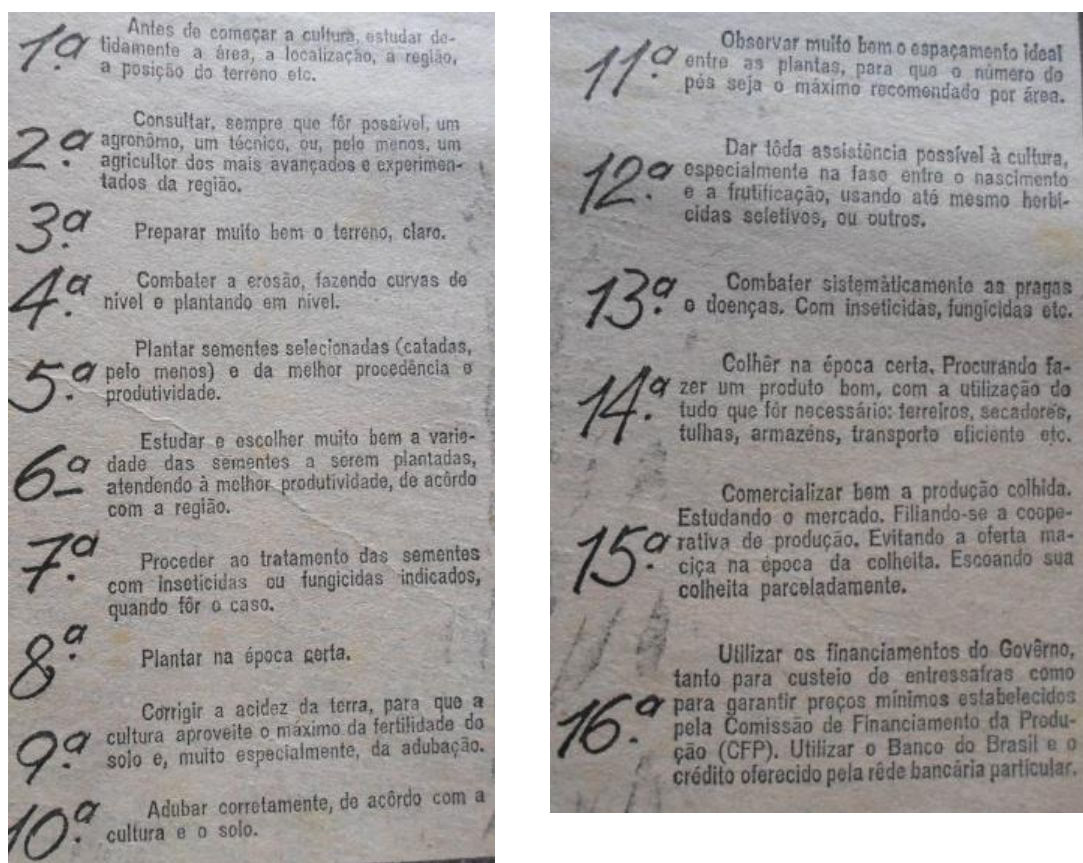 1ª Antes de começar a cultura, estudar de-
tidamente a área, a localização, a região,
a posição do terreno etc.
2ª Consultar, sempre que fôr possível, um
agronômo, um técnico, ou, pelo menos, um
agricultor dos mais avançados e experimen-
tados da região.
3ª Preparar muito bem o terreno, claro.
4ª Combater a erosão, fazendo curvas de
nível e plantando em nível.
5ª Plantar sementes selecionadas (catadas,
pelo menos) e da melhor procedência e
produtividade.
6ª Estudar e escolher muito bem a varie-
dade das sementes a serem plantadas,
atendendo à melhor produtividade, de acôrdo
com a região.
7ª Proceder ao tratamento das sementes
com inseticidas ou fungicidas indicados,
quando fôr o caso.
8ª Plantar na época certa.
9ª Corrigir a acidez da terra, para que a
cultura aproveite o máximo da fertilidade do
solo e, muito especialmente, da adubação.
10ª Adubar corretamente, de acôrdo com a
cultura e o solo.
11ª Observar muito bem o espaçamento ideal
entre as plantas, para que o número de
pés seja o máximo recomendado por área.
12ª Dar tôda assistência possível à cultura,
especialmente na fase entre o nascimento
e a frutificação, usando até mesmo herbi-
cidas seletivos, ou outros.
13ª Combater sistemàticamente as pragas
e doenças. Com inseticidas, fungicidas etc.
14ª Colhêr na época certa. Procurando fa-
zer um produto bom, com a utilização de
tudo que fôr necessário: terreiros, secadores,
tulhas, armazéns, transporte eficiente etc.
15ª Comercializar bem a produção colhida.
Estudando o mercado. Filiando-se a coope-
rativa de produção. Evitando a oferta ma-
ciça na época da colheita. Escoando sua
colheita parceladamente.
16ª Utilizar os financiamentos do Govêrno,
tanto para custeio de entressafras como
para garantir preços mínimos estabelecidos
pela Comissão de Financiamento da Produ-
ção (CFP). Utilizar o Banco do Brasil e o
crédito oferecido pela rêde bancária particular.